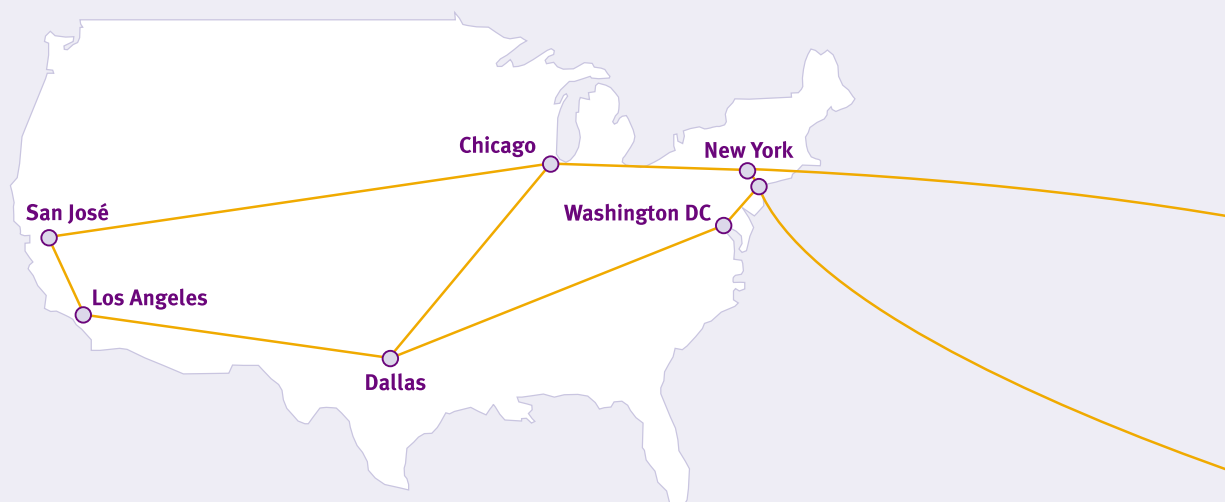 Chicago
New York
San José
Washington DC
Los Angeles
Dallas